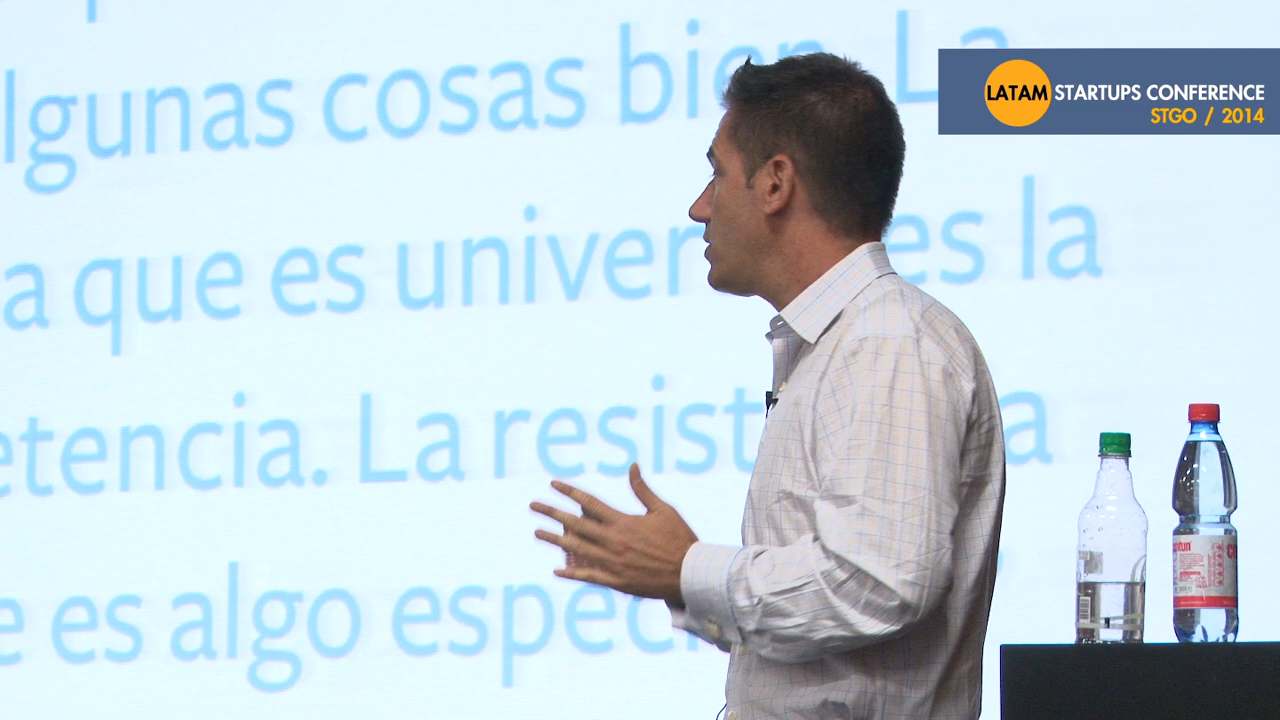 lgunas cosas bien. La
a que es univer es la
etencia. La resist a
e es algo espec
LATAM STARTUPS CONFERENCE
STGO / 2014